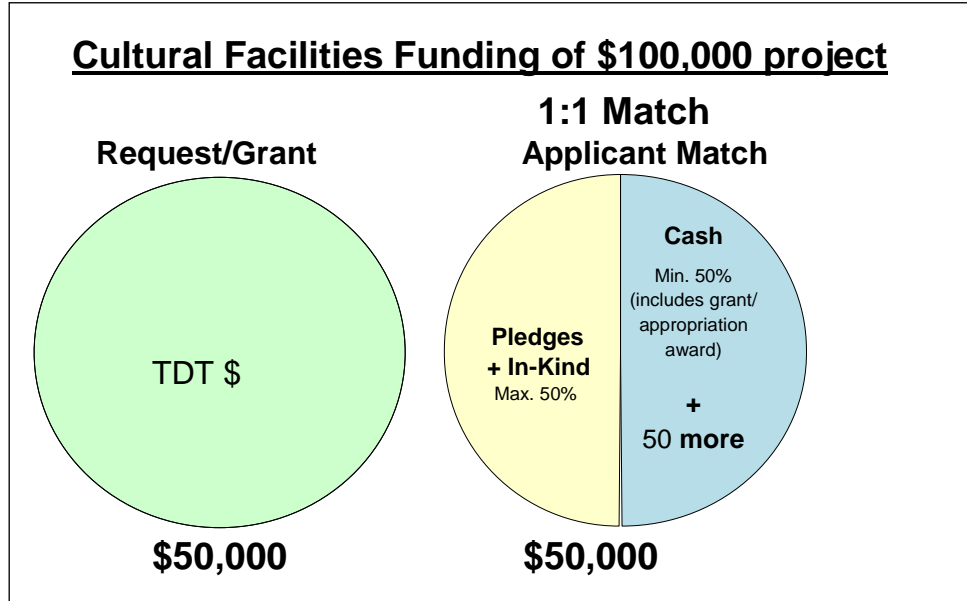 Cultural Facilities Funding of $100,000 project
1:1 Match
Request/Grant
Applicant Match
TDT $
Pledges
+ In-Kind
Max. 50%
Cash
Min. 50%
(includes grant/
appropriation
award)
+
50 more
$50,000
$50,000